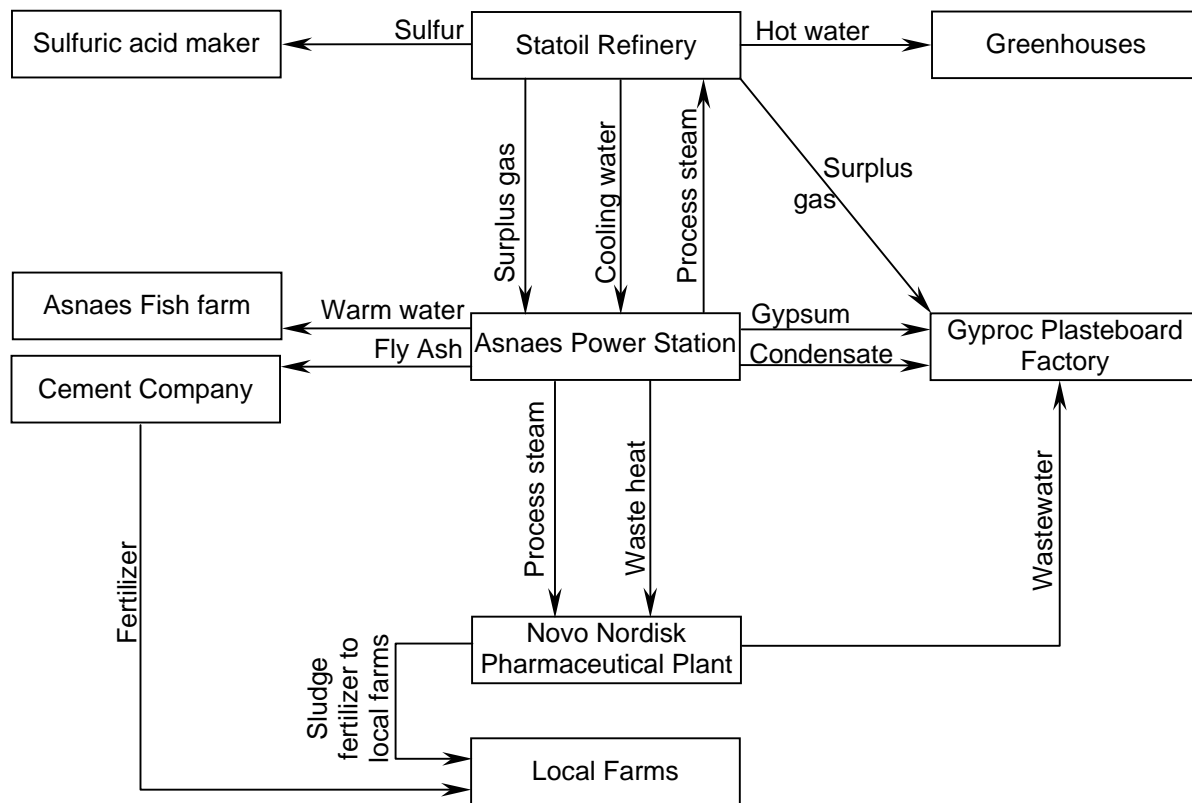 Sulfuric acid maker
Sulfur
Statoil Refinery
Hot water
Greenhouses
Surplus gas
Cooling water
Process steam
Surplus
gas
Asnaes Fish farm
Warm water
Fly Ash
Cement Company
Asnaes Power Station
Gypsum
Condensate
Gyproc Plasteboard
Factory
Process steam
Waste heat
Wastewater
Fertilizer
Novo Nordisk
Pharmaceutical Plant
Sludge
fertilizer to
local farms
Local Farms